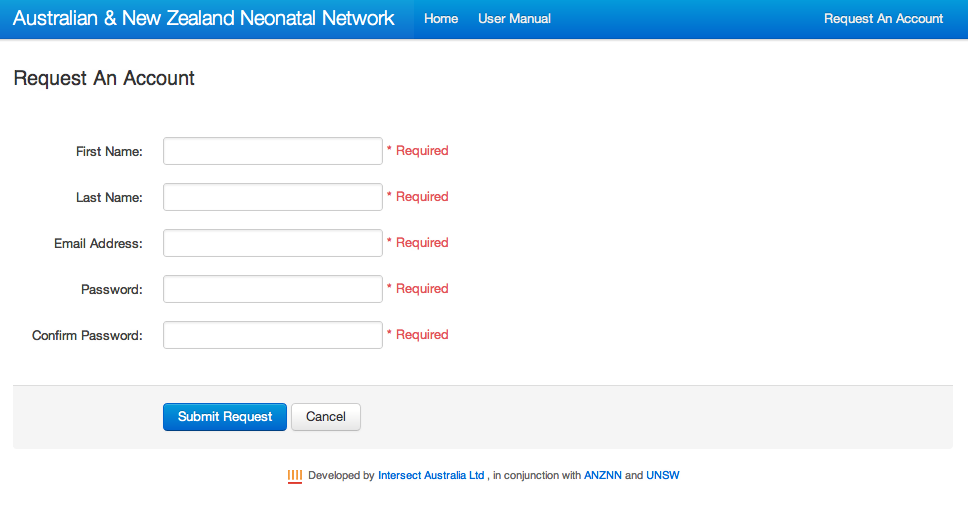 Australian & New Zealand Neonatal Network Home User Manual Request An Account
Request An Account
First Name: * Required
Last Name: * Required
Email Address: * Required
Password: * Required
Confirm Password: * Required
Submit Request Cancel
Developed by Intersect Australia Ltd , in conjunction with ANZNN and UNSW